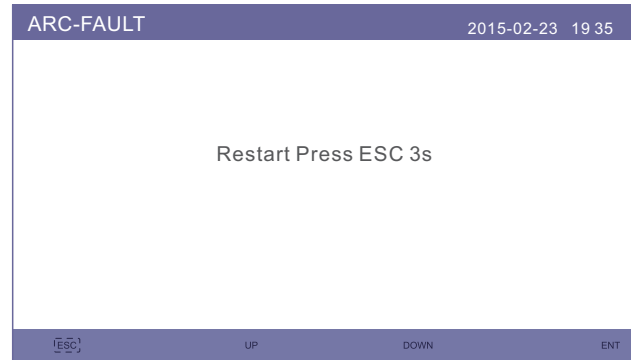 ARC-FAULT 2015-02-23 19 35
Restart Press ESC 3s
ESC UP DOWN ENT